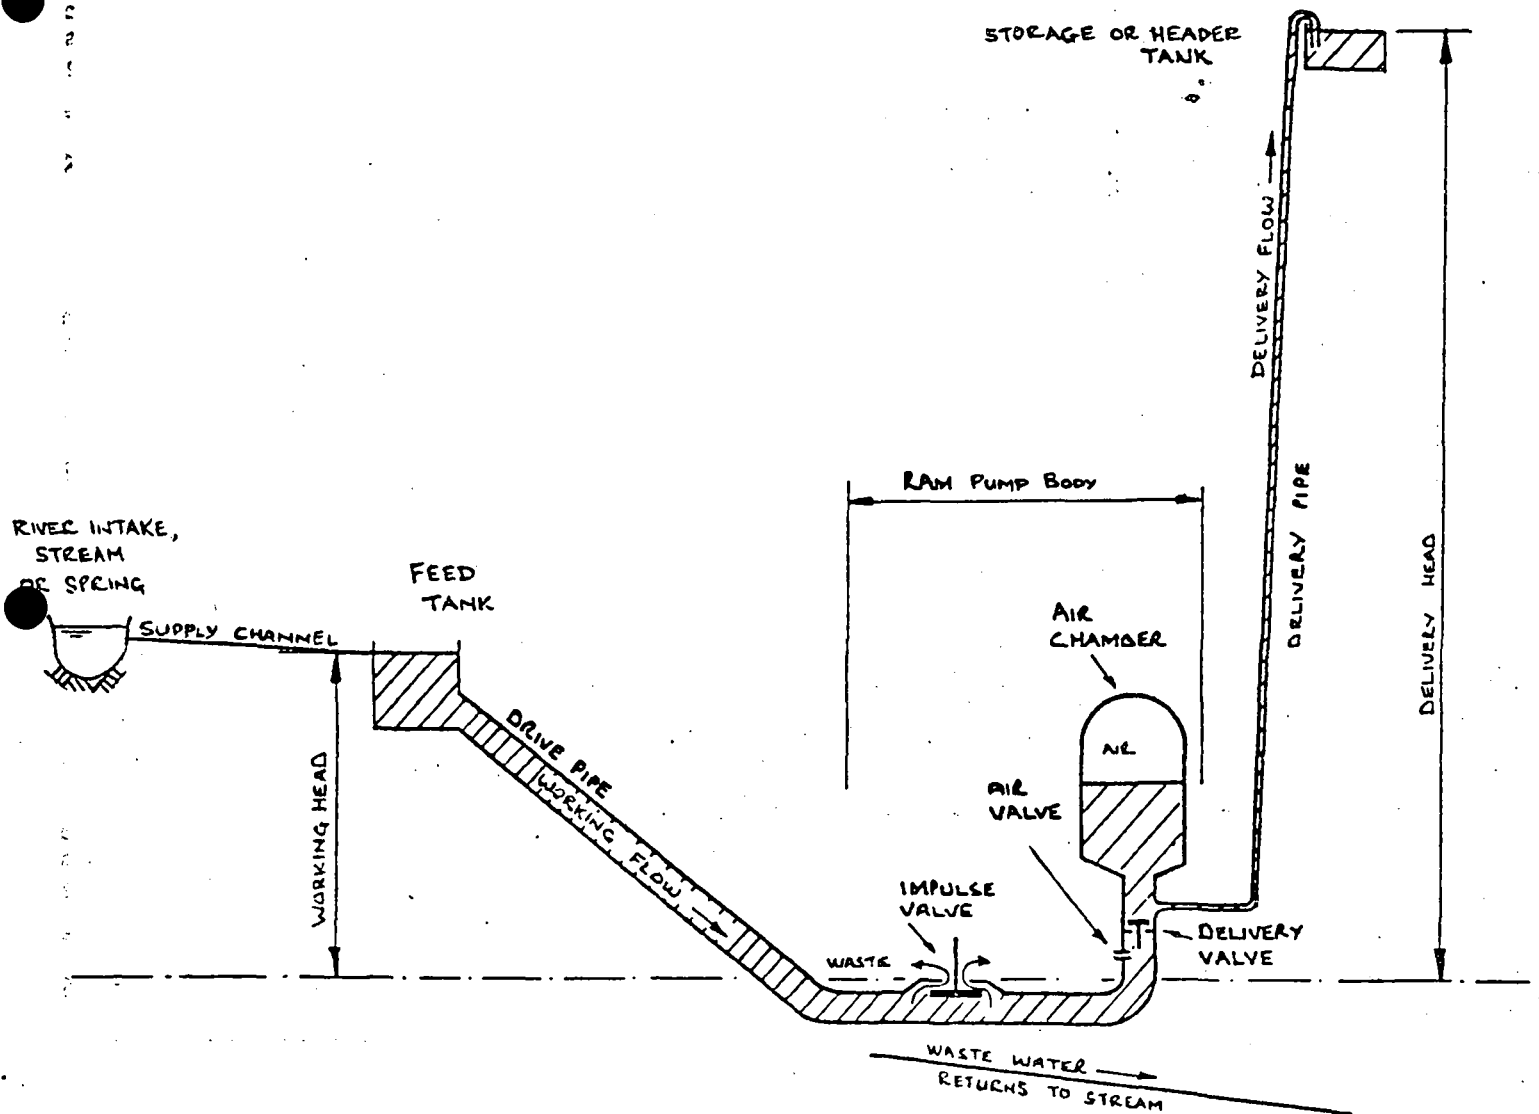 STORAGE OR HEADER
TANK
DELIVERY FLOW
RAM PUMP BODY
DELIVERY PIPE
DELIVERY HEAD
RIVER INTAKE,
STREAM
OR SPRING
SUPPLY CHANNEL
FEED
TANK
WORKING HEAD
DRIVE PIPE
WORKING FLOW
AIR
CHAMBER
AIR
AIR
VALVE
IMPULSE
VALVE
WASTE
DELIVERY
VALVE
WASTE WATER
RETURNS TO STREAM